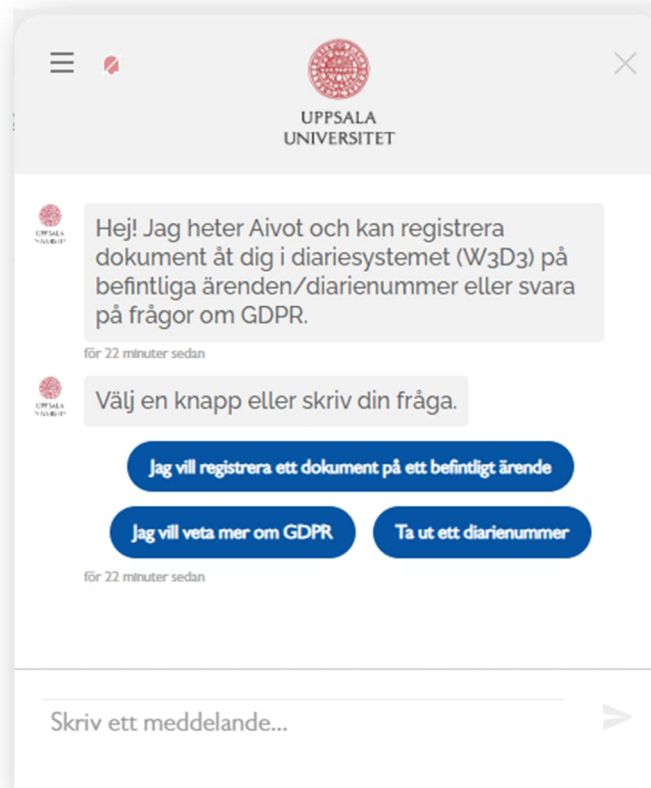 UPPSALA
UNIVERSITET
Hej! Jag heter Aivot och kan registrera
dokument åt dig i diariesystemet (W3D3) på
befintliga ärenden/diarienummer eller svara
på frågor om GDPR.
för 22 minuter sedan
Välj en knapp eller skriv din fråga.
Jag vill registrera ett dokument på ett befintligt ärende
Jag vill veta mer om GDPR
Ta ut ett diarienummer
för 22 minuter sedan
Skriv ett meddelande...